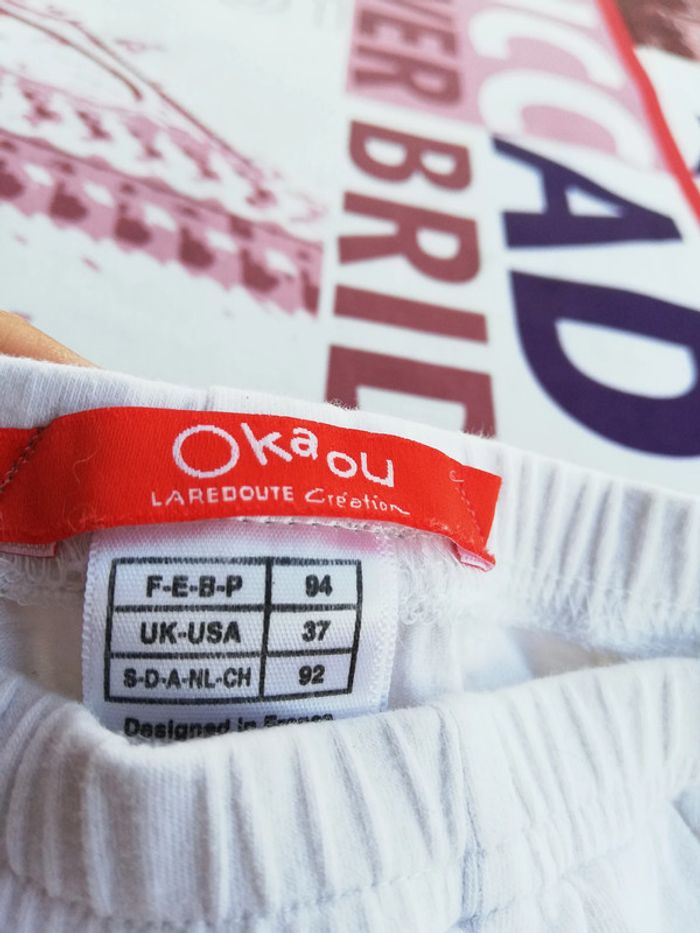 BRID
AD
Okaou
LAREDOUTE Création
F-E-B-P 94
UK-USA 37
S-D-A-NL-CH 92
Designed in France